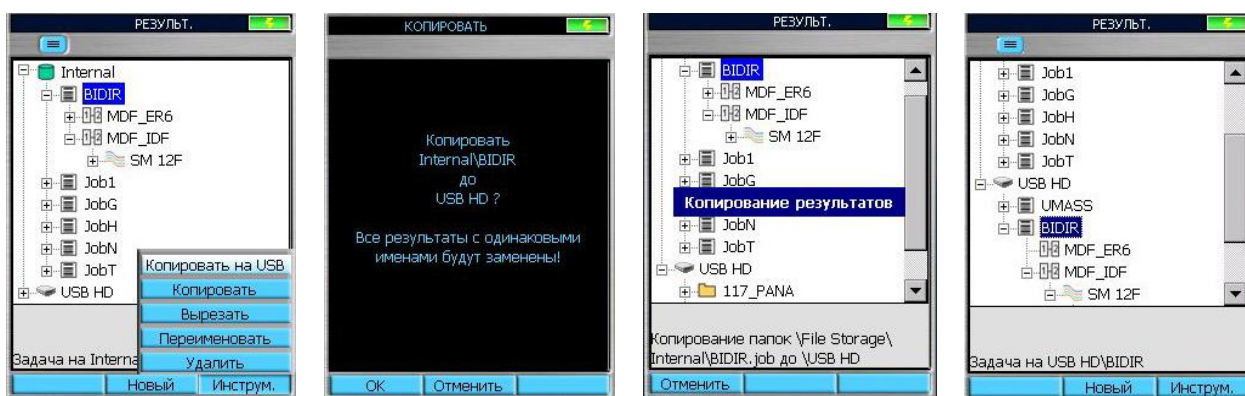 РЕЗУЛЬТ.
Internal
BIDIR
MDF_ER6
MDF_IDF
SM 12F
Job1
JobG
JobH
JobN
JobT
USB HD
Копировать на USB
Копировать
Вырезать
Переименовать
Удалить
Задача на Interna
Новый
Инструм.
КОПИРОВАТЬ
Копировать
Internal\BIDIR
до
USB HD ?
Все результаты с одинаковыми
именами будут заменены!
OK
Отменить
РЕЗУЛЬТ.
BIDIR
MDF_ER6
MDF_IDF
SM 12F
Job1
JobG
Копирование результатов
JobN
JobT
USB HD
117_PANA
Копирование папок \File Storage\
Internal\BIDIR.job до \USB HD
Отменить
РЕЗУЛЬТ.
Job1
JobG
JobH
JobN
JobT
USB HD
UMASS
BIDIR
MDF_ER6
MDF_IDF
SM 12F
Задача на USB HD\BIDIR
Новый
Инструм.